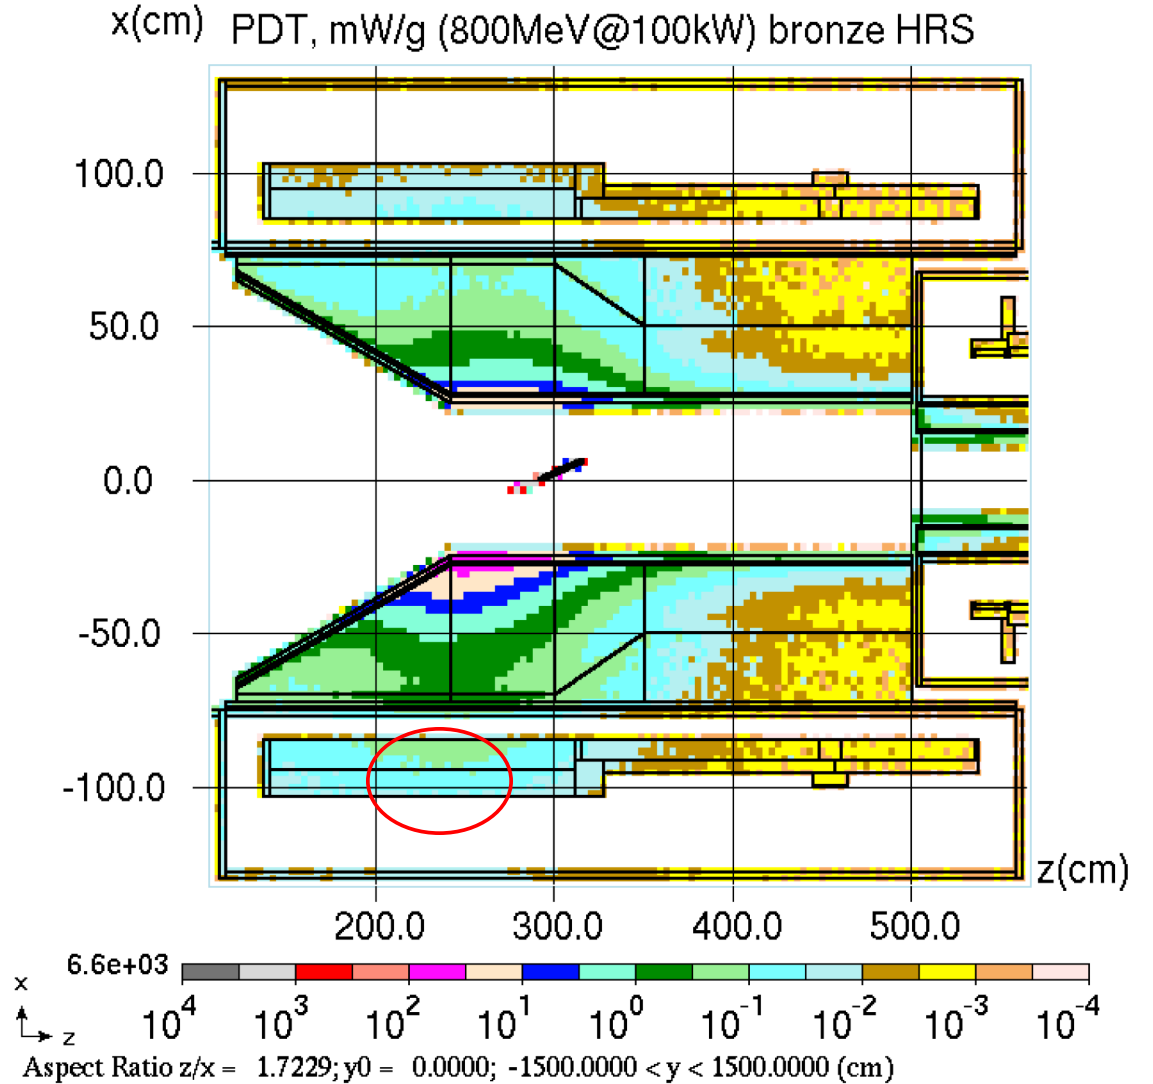 x(cm) PDT, mW/g (800MeV@100kW) bronze HRS
100.0
50.0
0.0
-50.0
-100.0
z(cm)
200.0 300.0 400.0 500.0
6.6e+03
10^4 10^3 10^2 10^1 10^0 10^-1 10^-2 10^-3 10^-4
x
z
Aspect Ratio z/x = 1.7229; y0 = 0.0000; -1500.0000 < y < 1500.0000 (cm)